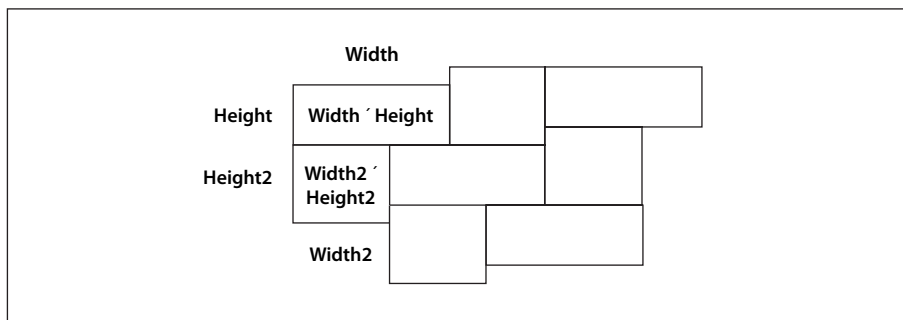 Width
Height
Width ´ Height
Height2
Width2 ´
Height2
Width2